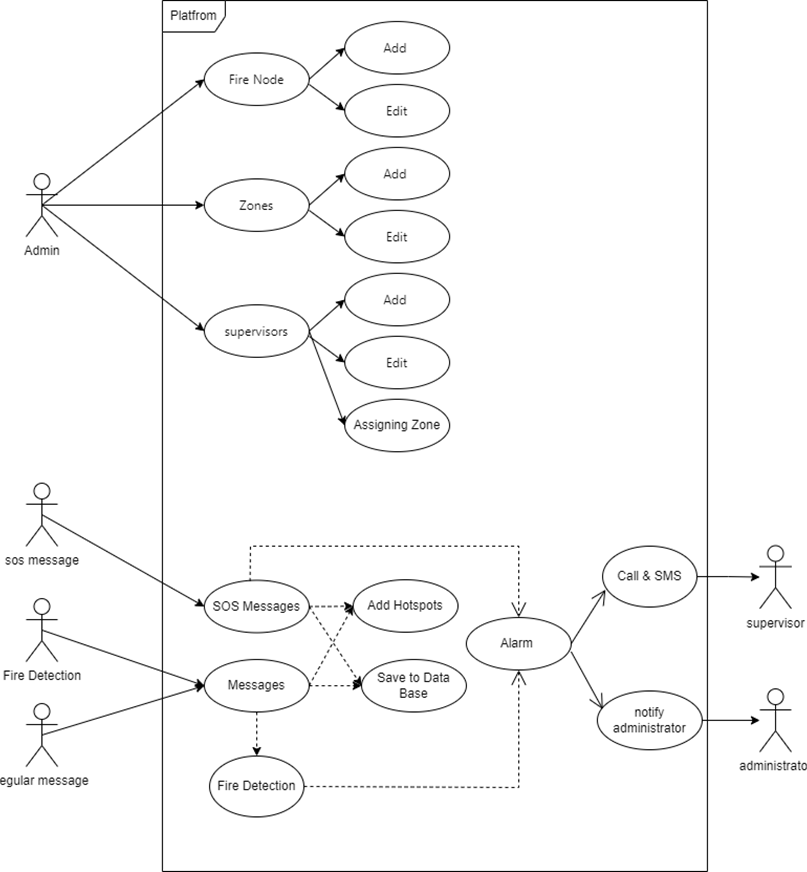 Platfrom
Add
Fire Node
Edit
Add
Zones
Edit
Admin
Add
supervisors
Edit
Assigning Zone
sos message
Call & SMS
SOS Messages
Add Hotspots
supervisor
Alarm
Fire Detection
Messages
Save to Data
Base
notify
administrator
egular message
administrato
Fire Detection